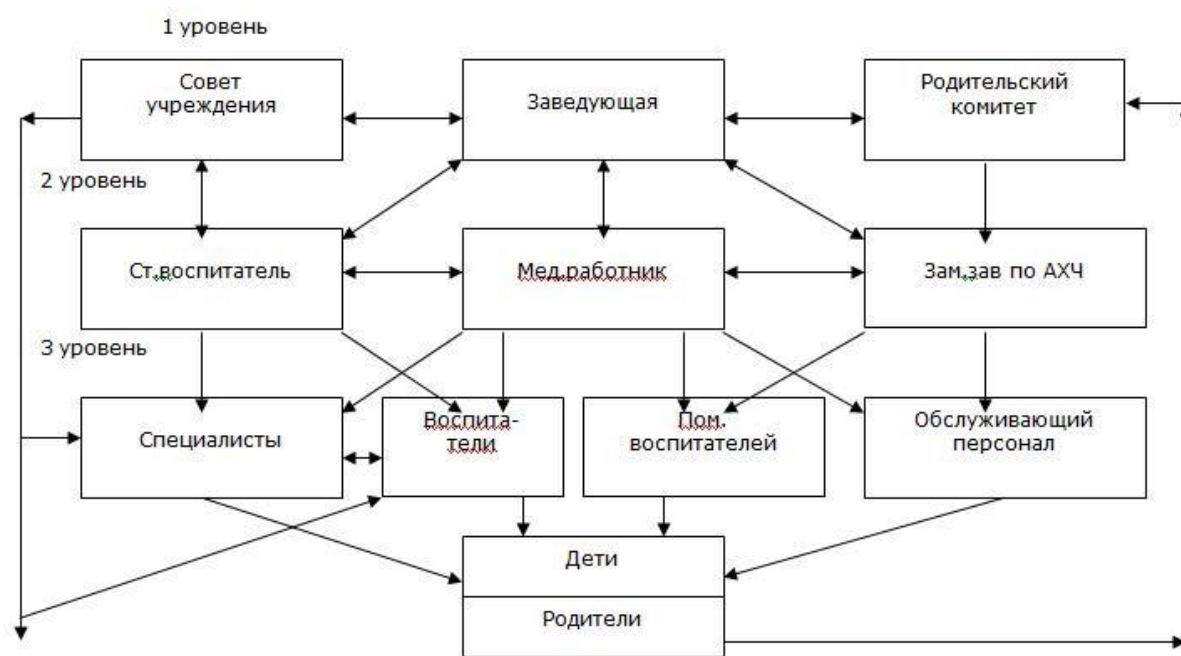 1 уровень
Совет
учреждения
Заведующая
Родительский
комитет
2 уровень
Ст.воспитатель
Мед.работник
Зам.зав по АХЧ
3 уровень
Специалисты
Воспита-
тели
Пом.
воспитателей
Обслуживающий
персонал
Дети
Родители